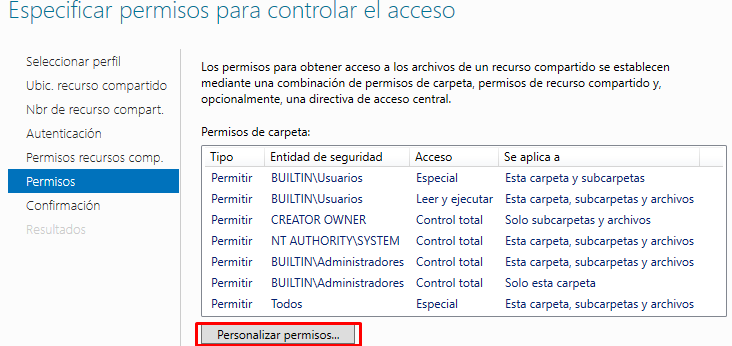 Especificar permisos para controlar el acceso
Seleccionar perfil
Ubic. recurso compartido
Nbr de recurso compart.
Autenticación
Permisos recursos comp.
Permisos
Confirmación
Resultados
Los permisos para obtener acceso a los archivos de un recurso compartido se establecen
mediante una combinación de permisos de carpeta, permisos de recurso compartido y,
opcionalmente, una directiva de acceso central.
Permisos de carpeta:
Tipo Entidad de seguridad Acceso Se aplica a
Permitir BUILTIN\Usuarios Especial Esta carpeta y subcarpetas
Permitir BUILTIN\Usuarios Leer y ejecutar Esta carpeta, subcarpetas y archivos
Permitir CREATOR OWNER Control total Solo subcarpetas y archivos
Permitir NT AUTHORITY\SYSTEM Control total Esta carpeta, subcarpetas y archivos
Permitir BUILTIN\Administradores Control total Esta carpeta, subcarpetas y archivos
Permitir BUILTIN\Administradores Control total Solo esta carpeta
Permitir Todos Especial Esta carpeta, subcarpetas y archivos
Personalizar permisos...